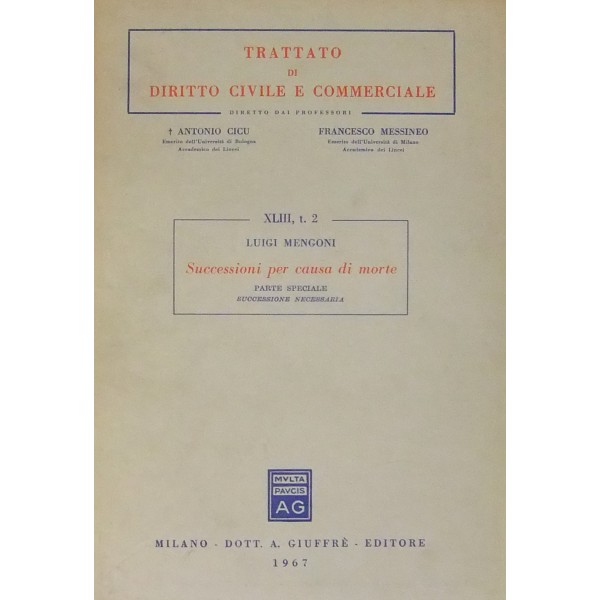 TRATTATO
DI
DIRITTO CIVILE E COMMERCIALE
DIRETTO DAI PROFESSORI
† ANTONIO CICU
Emerito dell'Università di Bologna
Accademico dei Lincei
FRANCESCO MESSINEO
Emerito dell'Università di Milano
Accademico dei Lincei
XLIII, t. 2
LUIGI MENGONI
Successioni per causa di morte
PARTE SPECIALE
SUCCESSIONE NECESSARIA
MVLTA
PAVCIS
AG
MILANO - DOTT. A. GIUFFRÈ - EDITORE
1967